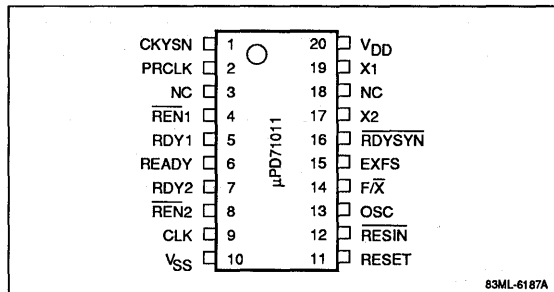 CKYSN 1 20 VDD
PRCLK 2 19 X1
NC 3 18 NC
REN1 4 17 X2
RDY1 5 16 RDYSYN
READY 6 15 EXFS
RDY2 7 14 F/X
REN2 8 13 OSC
CLK 9 12 RESIN
VSS 10 11 RESET
µPD71011
83ML-6187A